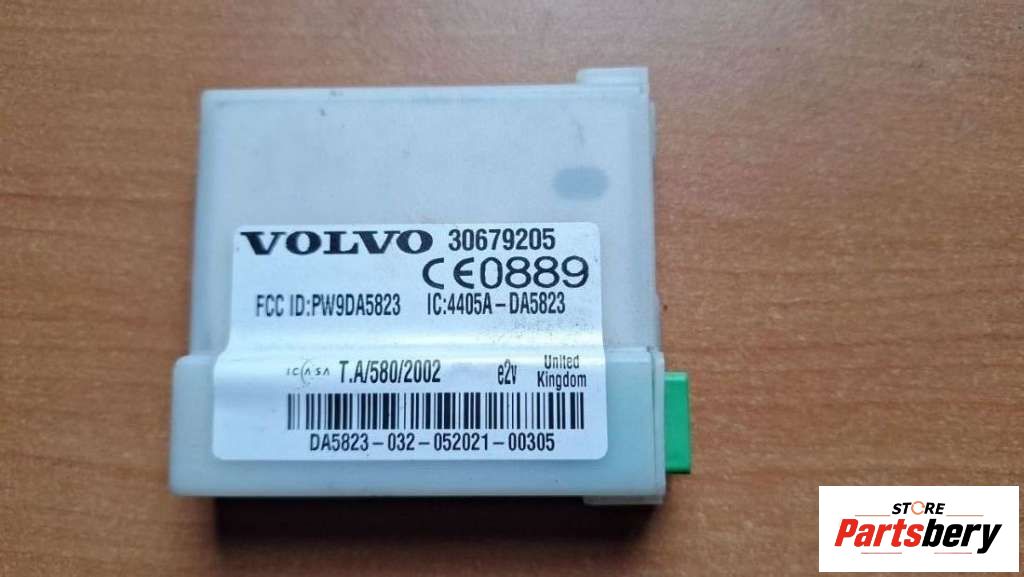 VOLVO 30679205
CE0889
FCC ID:PW9DA5823 IC:4405A-DA5823
ICASA T.A/580/2002 e2v United Kingdom
DA5823-032-052021-00305
STORE
Partsbery